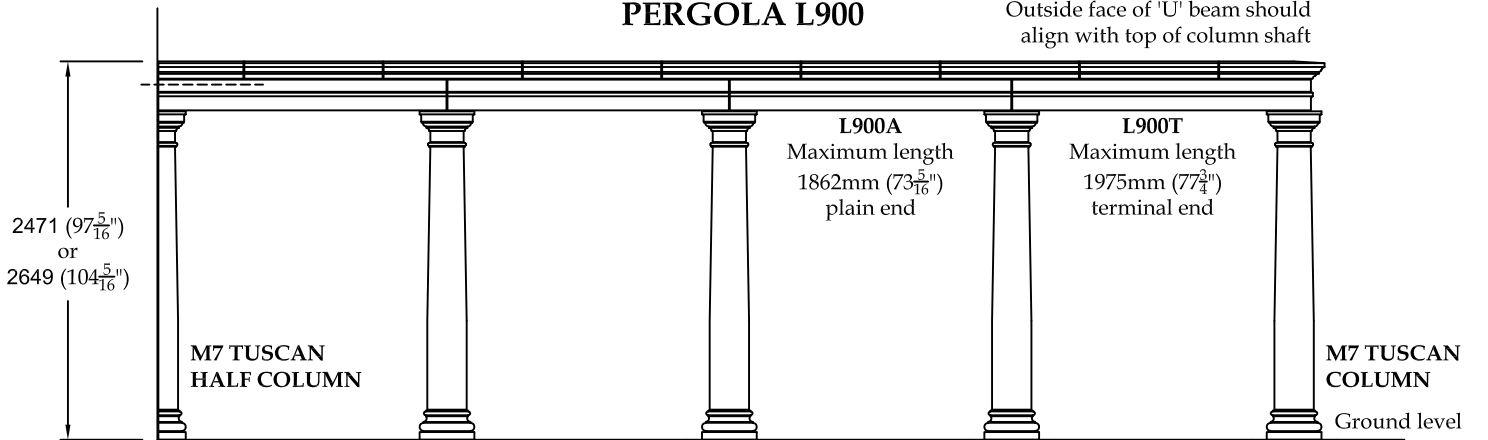 PERGOLA L900
Outside face of 'U' beam should
align with top of column shaft
L900A
Maximum length
1862mm (73 5/16")
plain end
L900T
Maximum length
1975mm (77 3/4")
terminal end
2471 (97 5/16")
or
2649 (104 5/16")
M7 TUSCAN
HALF COLUMN
M7 TUSCAN
COLUMN
Ground level